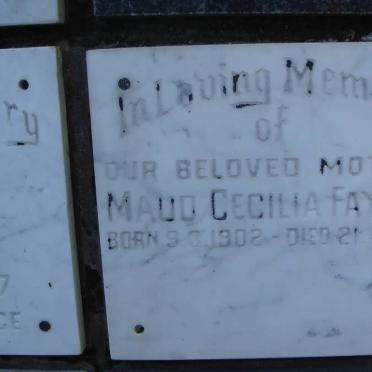 In Loving Mem
of
OUR BELOVED MOT
MAUD CECILIA FAY
BORN 9 3 1902 - DIED 21
ry
7
CE